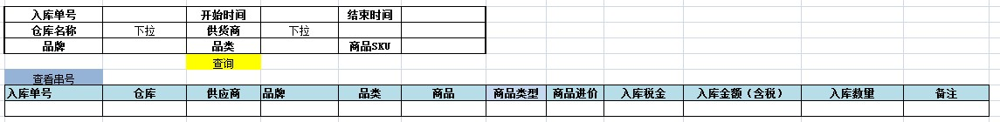 入库单号 开始时间 结束时间
仓库名称 下拉 供货商 下拉
品牌 品类 商品SKU
查询
查看串号
入库单号 仓库 供应商 品牌 品类 商品 商品类型 商品进价 入库税金 入库金额（含税） 入库数量 备注